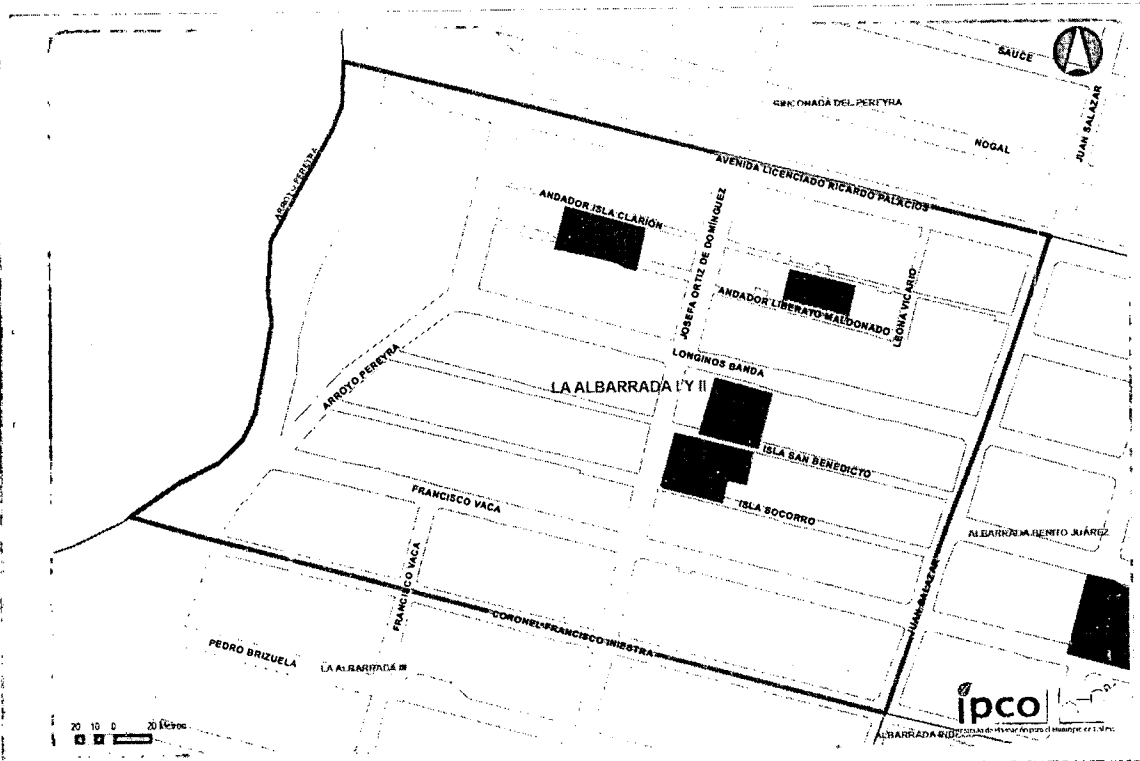 SAUCE
RINCONADA DEL PEREYRA
NOGAL
JUAN SALAZAR
AVENIDA LICENCIADO RICARDO PALACIOS
ARROYO PEREYRA
ANDADOR ISLA CLARIÓN
JOSEFA ORTIZ DE DOMÍNGUEZ
LEONA VICARIO
ANDADOR LIBERATO MALDONADO
LONGINOS BANDA
ARROYO PEREYRA
LA ALBARRADA I Y II
ISLA SAN BENEDICTO
FRANCISCO VACA
ISLA SOCORRO
ALBARRADA BENITO JUÁREZ
FRANCISCO VACA
JUAN SALAZAR
CORONEL FRANCISCO INIESTRA
PEDRO BRIZUELA
LA ALBARRADA III
20 10 0 20 Metros
ipco
ALBARRADA